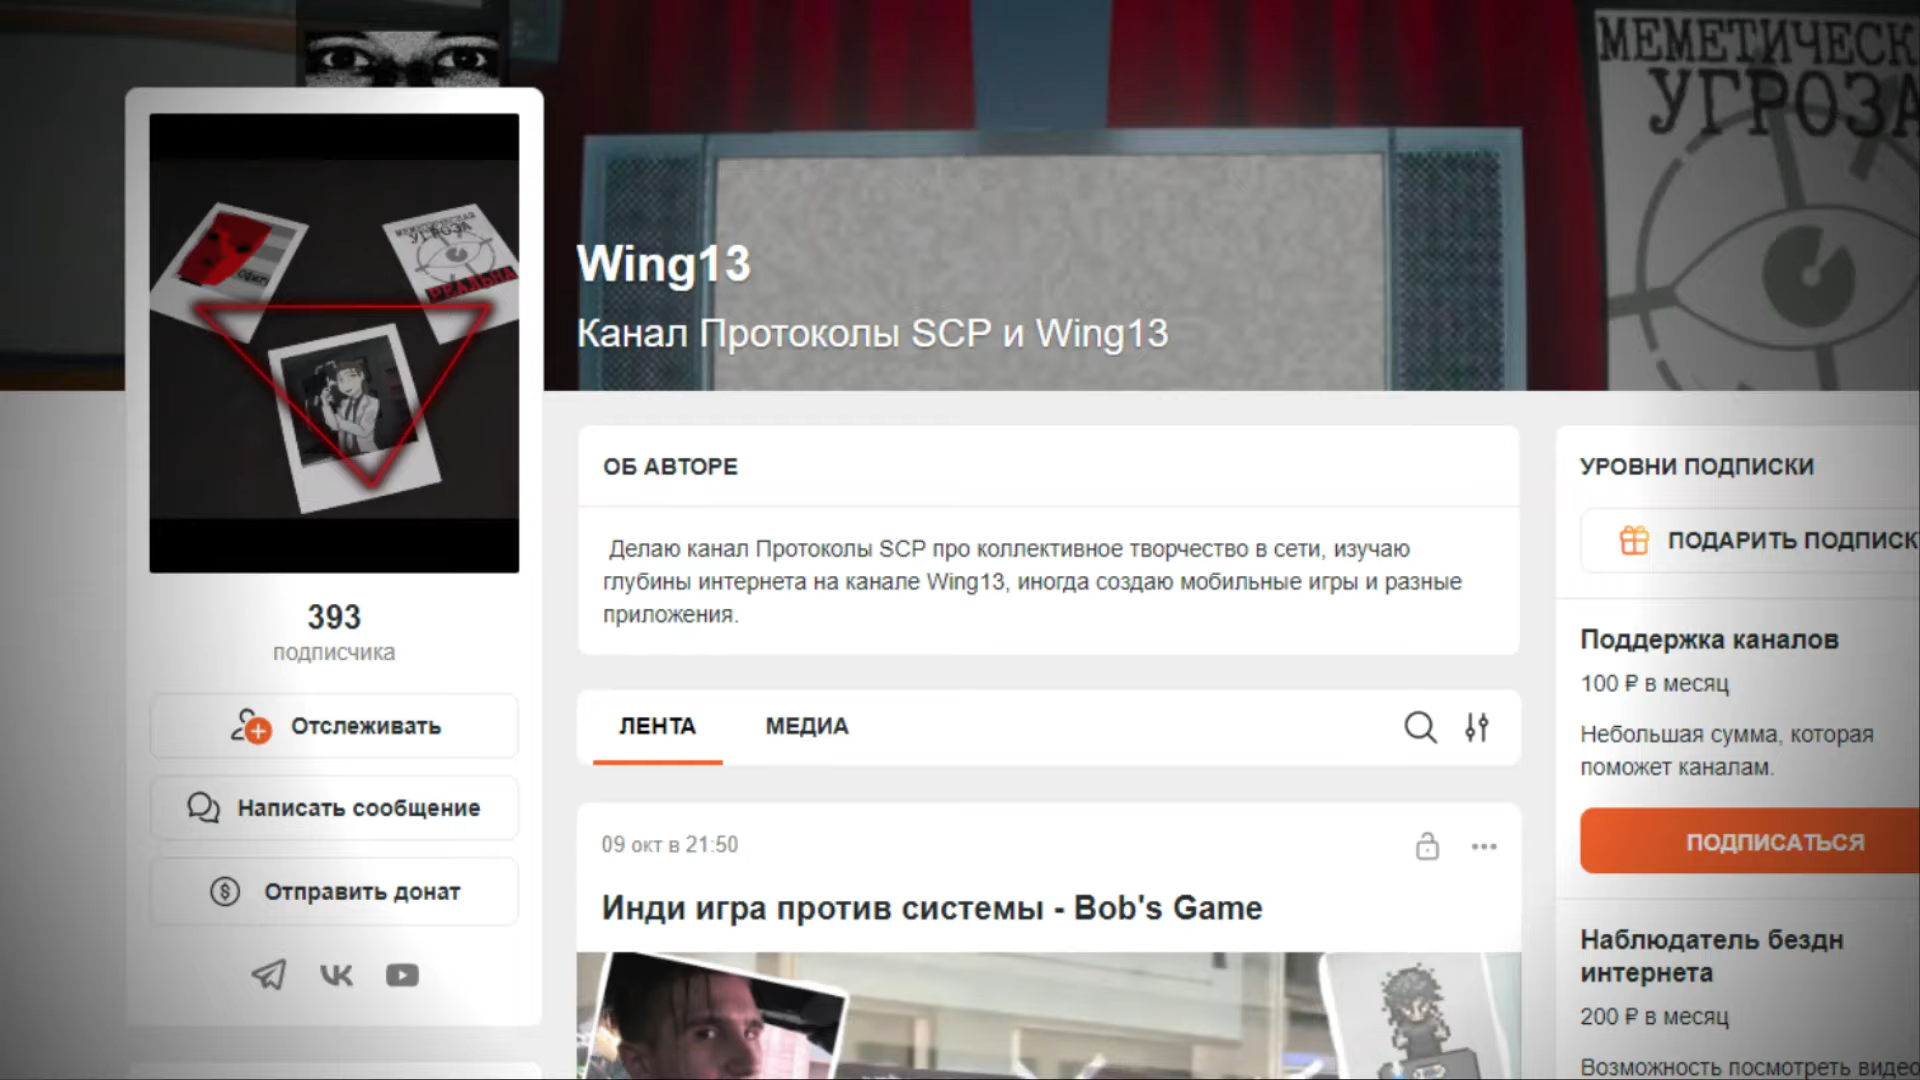 МЕМЕТИЧЕСК
УГРОЗА
МЕМЕТИЧЕСКАЯ
УГРОЗА
РЕАЛЬНА
Wing13
Канал Протоколы SCP и Wing13
393
подписчика
Отслеживать
Написать сообщение
Отправить донат
ОБ АВТОРЕ
Делаю канал Протоколы SCP про коллективное творчество в сети, изучаю
глубины интернета на канале Wing13, иногда создаю мобильные игры и разные
приложения.
ЛЕНТА МЕДИА
09 окт в 21:50
Инди игра против системы - Bob's Game
УРОВНИ ПОДПИСКИ
ПОДАРИТЬ ПОДПИСК
Поддержка каналов
100 ₽ в месяц
Небольшая сумма, которая
поможет каналам.
ПОДПИСАТЬСЯ
Наблюдатель бездн
интернета
200 ₽ в месяц
Возможность посмотреть видео